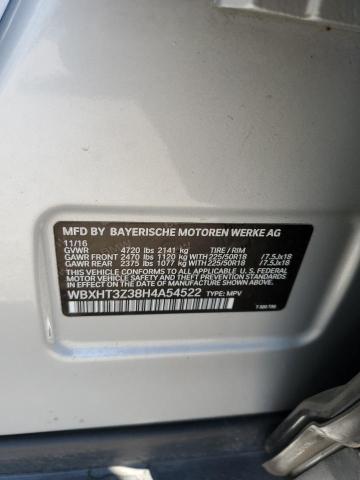 MFD BY BAYERISCHE MOTOREN WERKE AG
11/16
GVWR 4720 lbs 2141 kg TIRE / RIM
GAWR FRONT 2470 lbs 1120 kg 225/50R18 /7.5Jx18
GAWR REAR 2375 lbs 1077 kg 225/50R18 /7.5Jx18
THIS VEHICLE CONFORMS TO ALL APPLICABLE U.S. FEDERAL
MOTOR VEHICLE SAFETY, BUMPER, AND THEFT PREVENTION
STANDARDS IN EFFECT ON THE DATE OF MANUFACTURE SHOWN ABOVE.
WBXHT3Z38H4A54522 TYPE: MPV